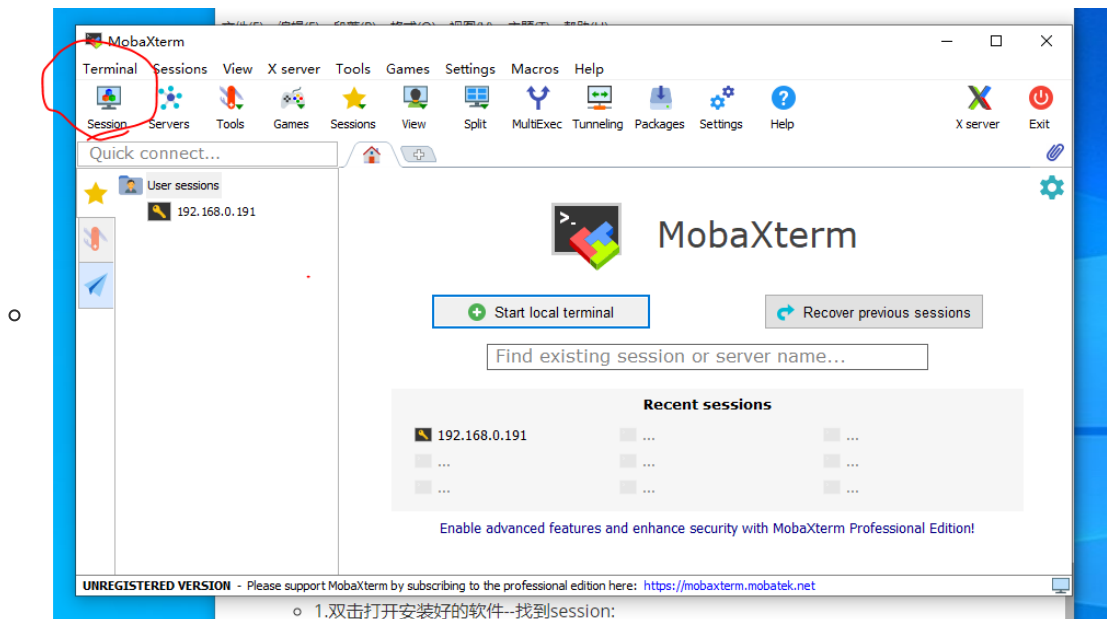 MobaXterm
Terminal Sessions View X server Tools Games Settings Macros Help
Session Servers Tools Games Sessions View Split MultiExec Tunneling Packages Settings Help X server Exit
Quick connect...
User sessions
192.168.0.191
MobaXterm
Start local terminal Recover previous sessions
Find existing session or server name...
Recent sessions
192.168.0.191 ... ...
... ... ...
... ... ...
Enable advanced features and enhance security with MobaXterm Professional Edition!
UNREGISTERED VERSION - Please support MobaXterm by subscribing to the professional edition here: https://mobaxterm.mobatek.net
1.双击打开安装好的软件--找到session: